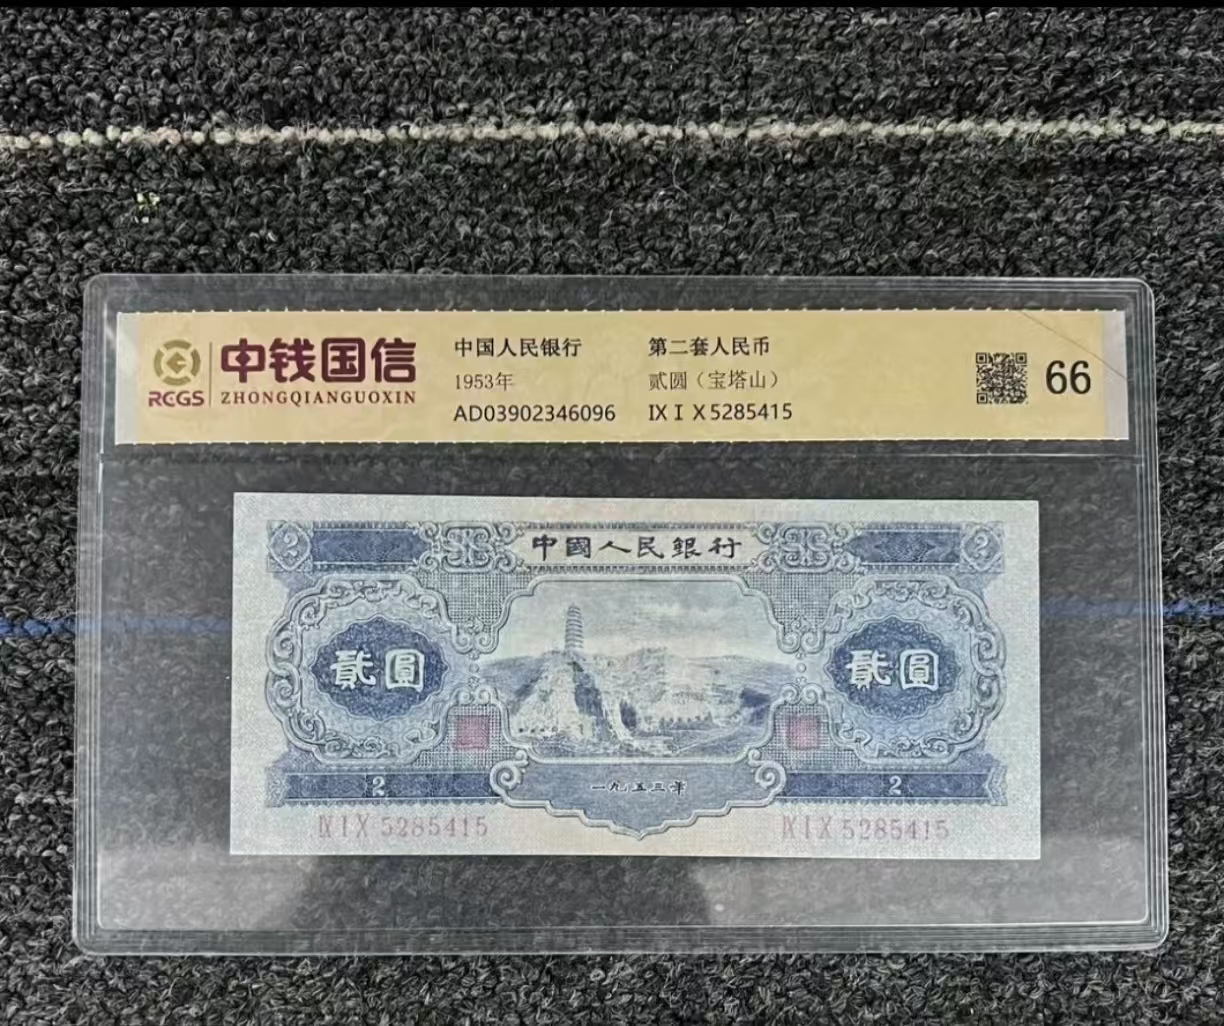 RCGS
中钱国信
ZHONGQIANGUOXIN
中国人民银行
1953年
AD03902346096
第二套人民币
贰圆（宝塔山）
IX I X 5285415
66
2
中國人民銀行
2
貳圓
貳圓
2
一九五三年
2
IX I X 5285415
IX I X 5285415